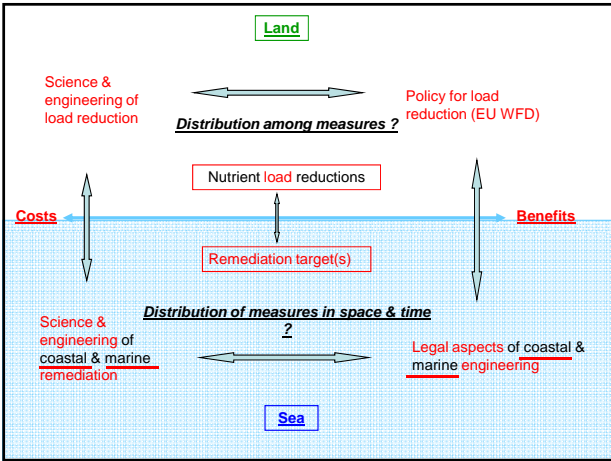 Land
Science &
engineering of
load reduction
Policy for load
reduction (EU WFD)
Distribution among measures ?
Nutrient load reductions
Costs
Benefits
Remediation target(s)
Distribution of measures in space & time
?
Science &
engineering of
coastal & marine
remediation
Legal aspects of coastal &
marine engineering
Sea